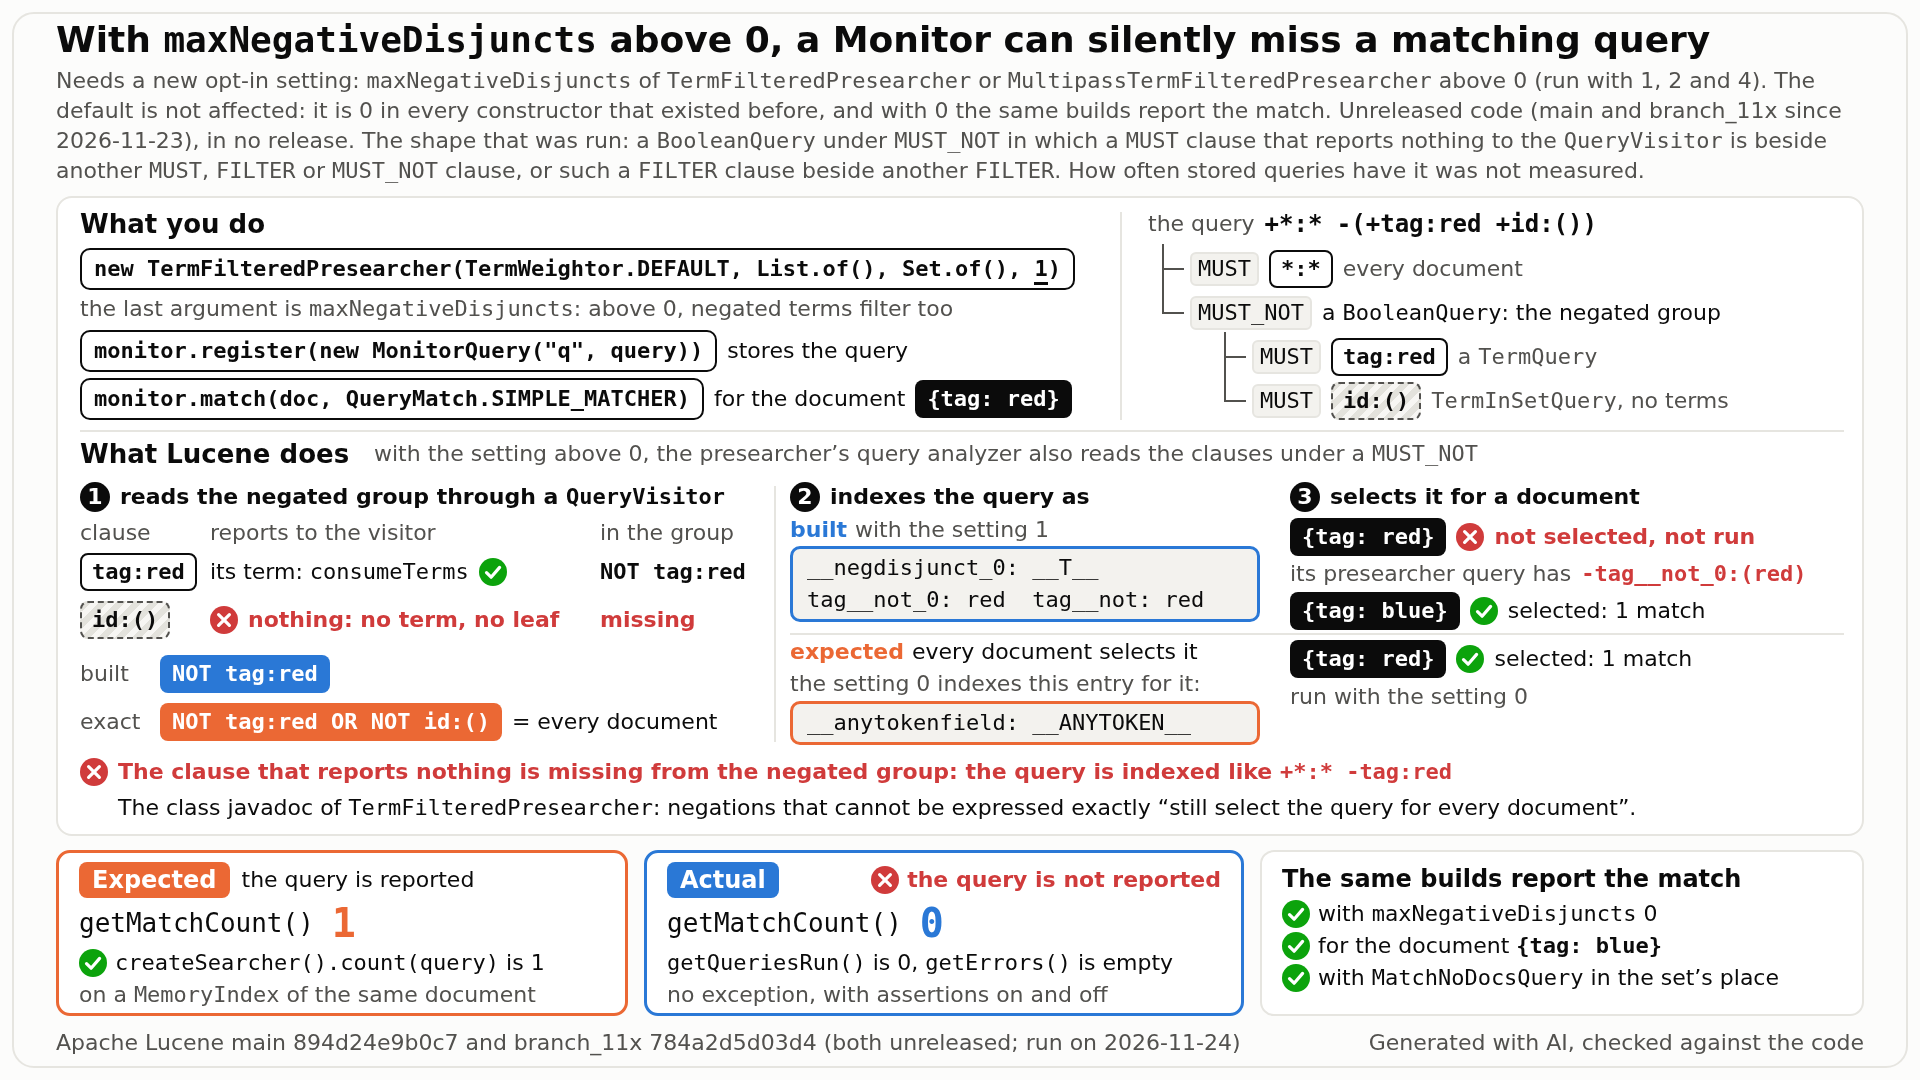 With maxNegativeDisjuncts above 0, a Monitor can silently miss a matching query
Needs a new opt-in setting: maxNegativeDisjuncts of TermFilteredPresearcher or MultipassTermFilteredPresearcher above 0 (run with 1, 2 and 4). The
default is not affected: it is 0 in every constructor that existed before, and with 0 the same builds report the match. Unreleased code (main and branch_11x since
2026-11-23), in no release. The shape that was run: a BooleanQuery under MUST_NOT in which a MUST clause that reports nothing to the QueryVisitor is beside
another MUST, FILTER or MUST_NOT clause, or such a FILTER clause beside another FILTER. How often stored queries have it was not measured.
What you do
new TermFilteredPresearcher(TermWeightor.DEFAULT, List.of(), Set.of(), 1)
the last argument is maxNegativeDisjuncts: above 0, negated terms filter too
monitor.register(new MonitorQuery("q", query)) stores the query
monitor.match(doc, QueryMatch.SIMPLE_MATCHER) for the document {tag: red}
the query +*:* -(+tag:red +id:())
MUST *:* every document
MUST_NOT a BooleanQuery: the negated group
MUST tag:red a TermQuery
MUST id:() TermInSetQuery, no terms
What Lucene does with the setting above 0, the presearcher’s query analyzer also reads the clauses under a MUST_NOT
1 reads the negated group through a QueryVisitor
clause reports to the visitor in the group
tag:red its term: consumeTerms NOT tag:red
id:() nothing: no term, no leaf missing
built NOT tag:red
exact NOT tag:red OR NOT id:() = every document
2 indexes the query as
built with the setting 1
__negdisjunct_0: __T__
tag__not_0: red tag__not: red
expected every document selects it
the setting 0 indexes this entry for it:
__anytokenfield: __ANYTOKEN__
3 selects it for a document
{tag: red} not selected, not run
its presearcher query has -tag__not_0:(red)
{tag: blue} selected: 1 match
{tag: red} selected: 1 match
run with the setting 0
The clause that reports nothing is missing from the negated group: the query is indexed like +*:* -tag:red
The class javadoc of TermFilteredPresearcher: negations that cannot be expressed exactly “still select the query for every document”.
Expected the query is reported
getMatchCount() 1
createSearcher().count(query) is 1
on a MemoryIndex of the same document
Actual the query is not reported
getMatchCount() 0
getQueriesRun() is 0, getErrors() is empty
no exception, with assertions on and off
The same builds report the match
with maxNegativeDisjuncts 0
for the document {tag: blue}
with MatchNoDocsQuery in the set’s place
Apache Lucene main 894d24e9b0c7 and branch_11x 784a2d5d03d4 (both unreleased; run on 2026-11-24)
Generated with AI, checked against the code